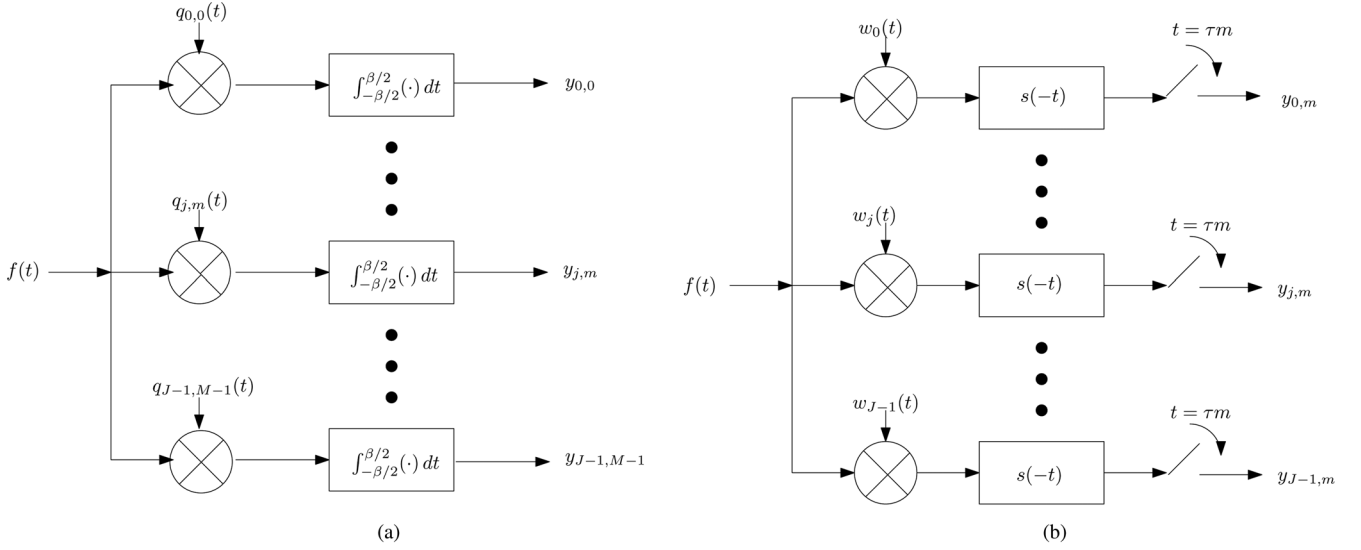 q_{0,0}(t)
∫_{-β/2}^{β/2}(·) dt
y_{0,0}
q_{j,m}(t)
f(t)
∫_{-β/2}^{β/2}(·) dt
y_{j,m}
q_{J-1,M-1}(t)
∫_{-β/2}^{β/2}(·) dt
y_{J-1,M-1}
(a)
w_0(t)
t = τm
s(-t)
y_{0,m}
w_j(t)
t = τm
f(t)
s(-t)
y_{j,m}
w_{J-1}(t)
t = τm
s(-t)
y_{J-1,m}
(b)